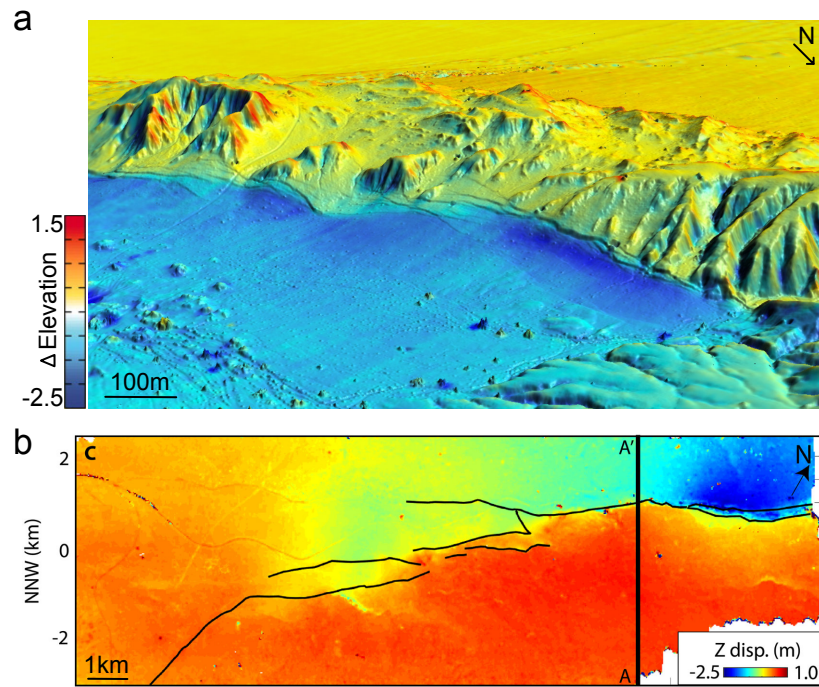 a
N
1.5
Δ Elevation
-2.5
100m
b
C
A'
N
2
0
-2
NNW (km)
1km
A
Z disp. (m)
-2.5 1.0